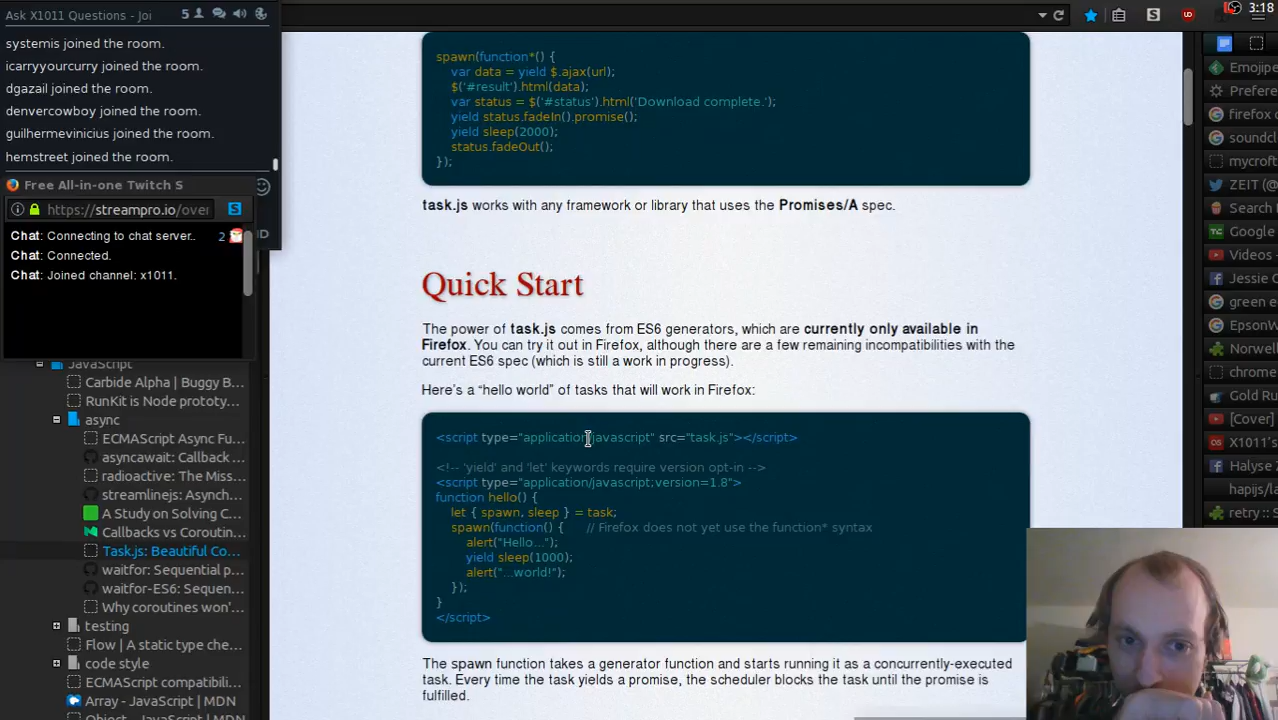 Ask X1011 Questions - Joi
5
3:18
systemis joined the room.
icarryyourcurry joined the room.
dgazail joined the room.
denvercowboy joined the room.
guilhermevinicius joined the room.
hemstreet joined the room.
Free All-in-one Twitch S
https://streampro.io/over
Chat: Connecting to chat server..
2
Chat: Connected.
Chat: Joined channel: x1011.
JavaScript
Carbide Alpha | Buggy B...
RunKit is Node prototy...
async
ECMAScript Async Fu...
asyncawait: Callback ...
radioactive: The Miss...
streamlinejs: Asynch...
A Study on Solving C...
Callbacks vs Coroutin...
Task.js: Beautiful Co...
waitfor: Sequential p...
waitfor-ES6: Sequen...
Why coroutines won'...
testing
Flow | A static type che...
code style
ECMAScript compatibili...
Array - JavaScript | MDN
Object - JavaScript | MDN
spawn(function*() {
var data = yield $.ajax(url);
$('#result').html(data);
var status = $('#status').html('Download complete.');
yield status.fadeIn().promise();
yield sleep(2000);
status.fadeOut();
});
task.js works with any framework or library that uses the Promises/A spec.
Quick Start
The power of task.js comes from ES6 generators, which are currently only available in
Firefox. You can try it out in Firefox, although there are a few remaining incompatibilities with the
current ES6 spec (which is still a work in progress).
Here's a “hello world” of tasks that will work in Firefox:
<script type="application/javascript" src="task.js"></script>
<!-- 'yield' and 'let' keywords require version opt-in -->
<script type="application/javascript;version=1.8">
function hello() {
let { spawn, sleep } = task;
spawn(function() { // Firefox does not yet use the function* syntax
alert("Hello...");
yield sleep(1000);
alert("...world!");
});
}
</script>
The spawn function takes a generator function and starts running it as a concurrently-executed
task. Every time the task yields a promise, the scheduler blocks the task until the promise is
fulfilled.
Emojipe
Prefere
firefox c
soundcl
mycroft
ZEIT (@
Search t
Google
Videos -
Jessie C
green e
EpsonW
Norwell
chrome
Gold Ru
[Cover]
X1011's
Halyse Z
hapijs/h
retry ::